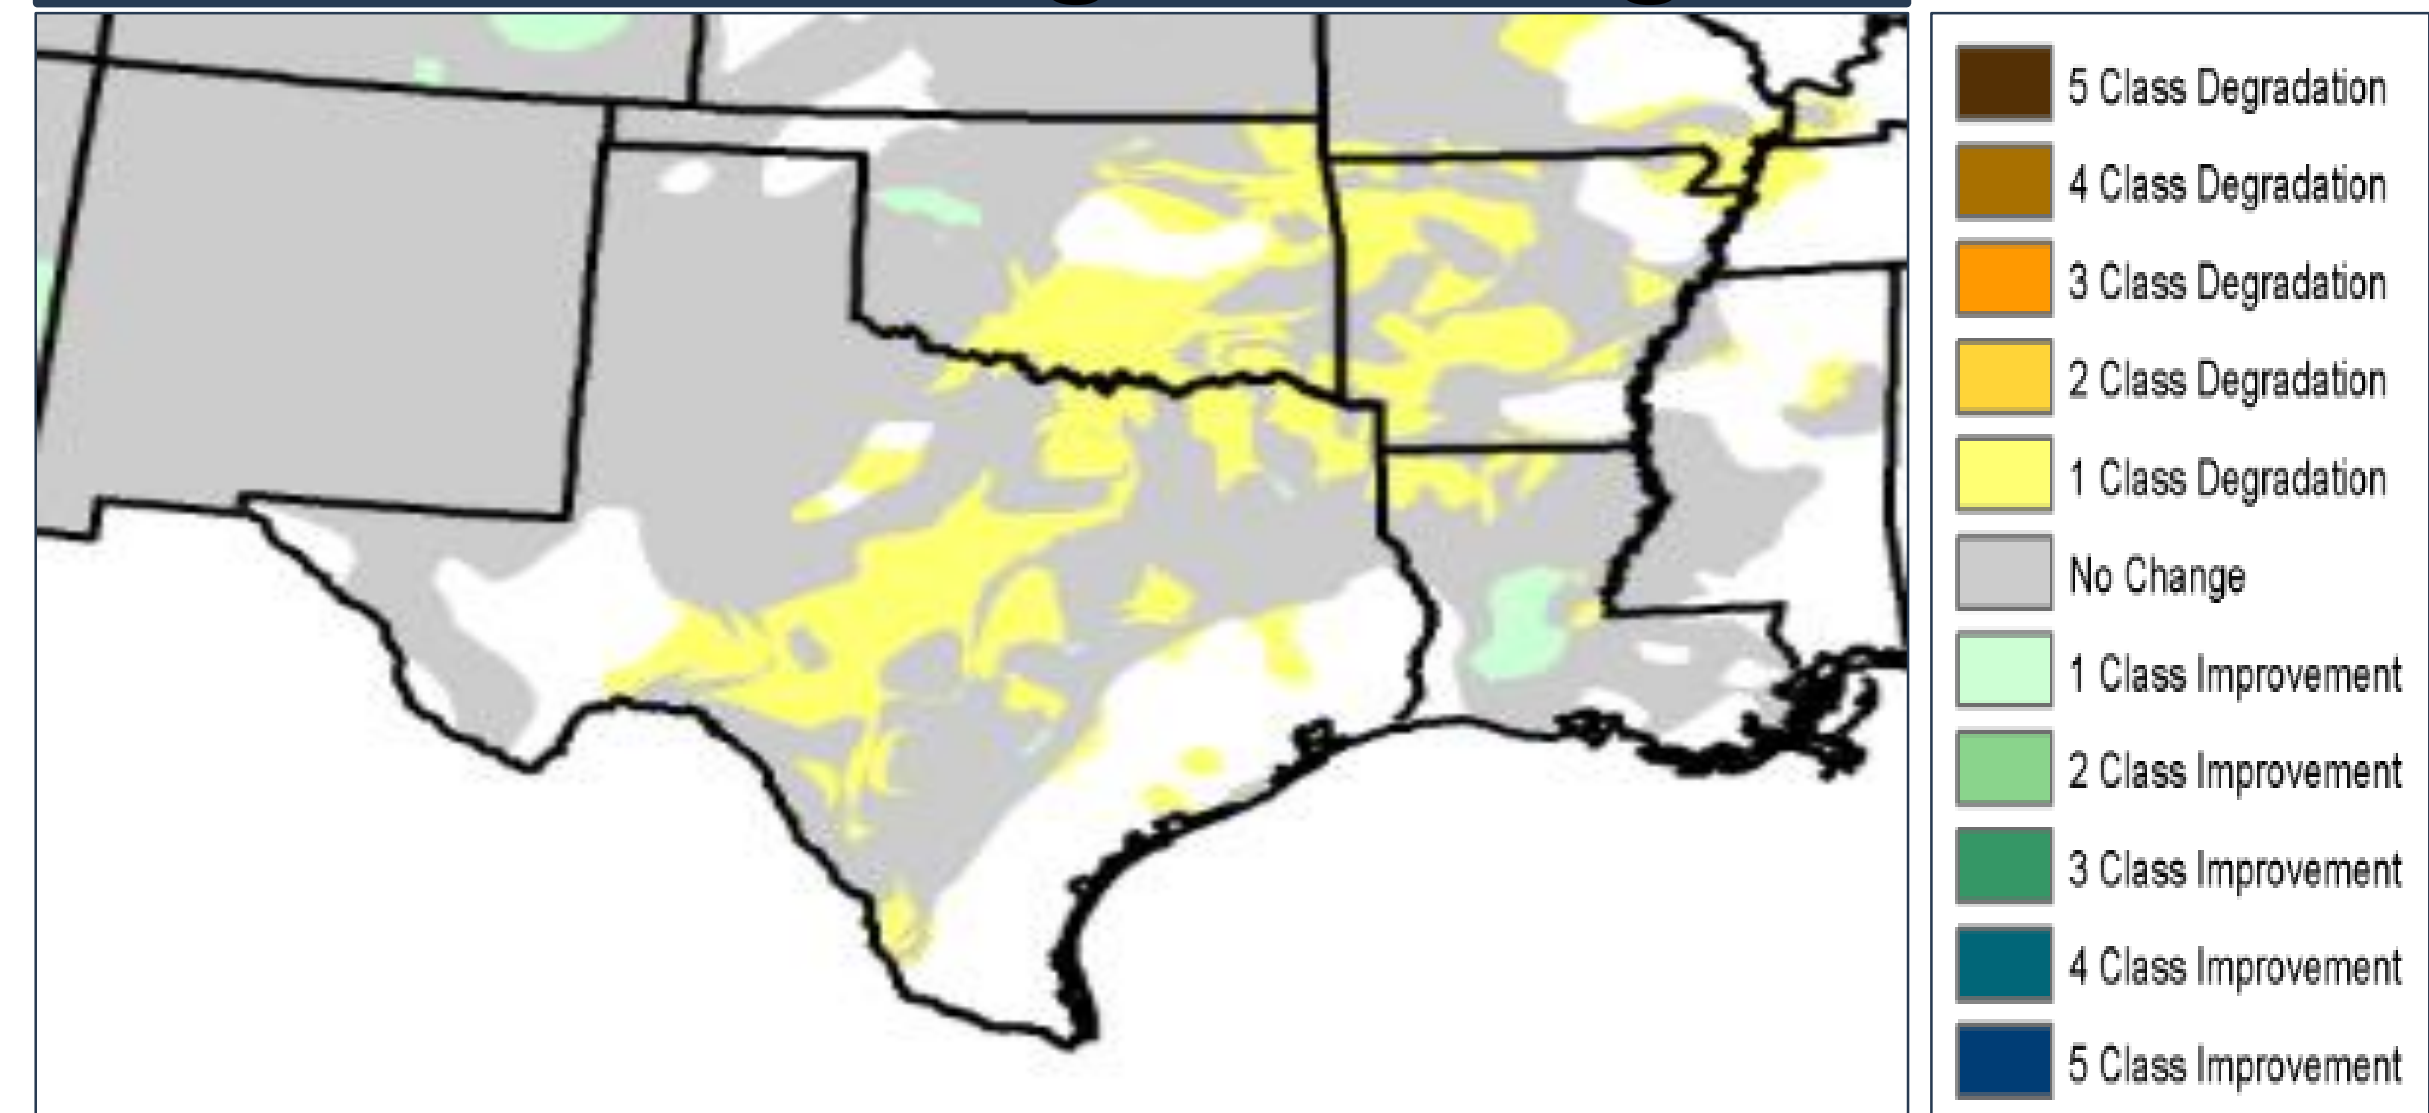 5 Class Degradation
4 Class Degradation
3 Class Degradation
2 Class Degradation
1 Class Degradation
No Change
1 Class Improvement
2 Class Improvement
3 Class Improvement
4 Class Improvement
5 Class Improvement